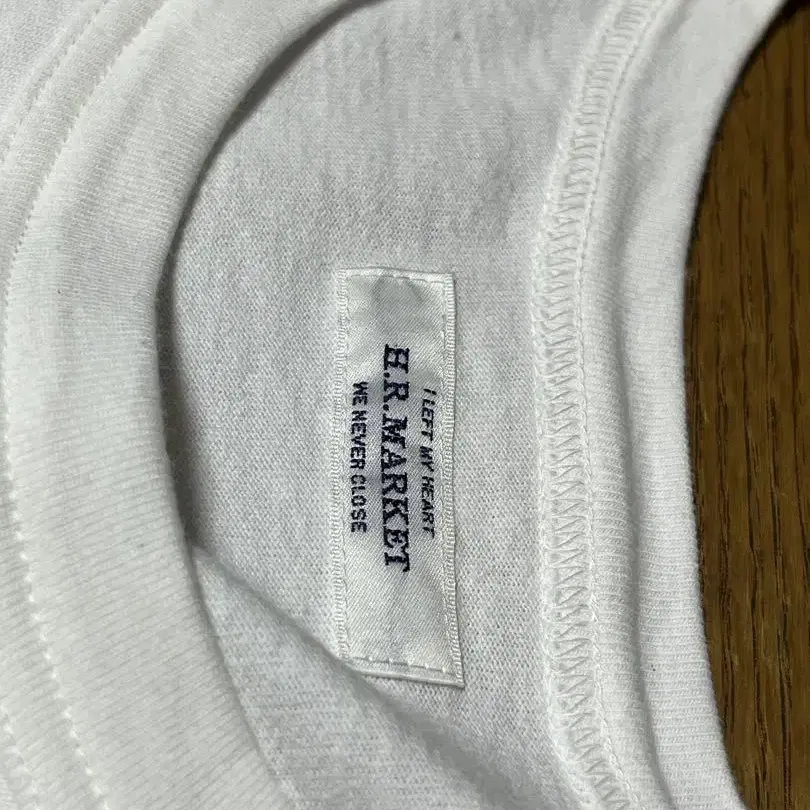 I LEFT MY HEART
H.R.MARKET
WE NEVER CLOSE